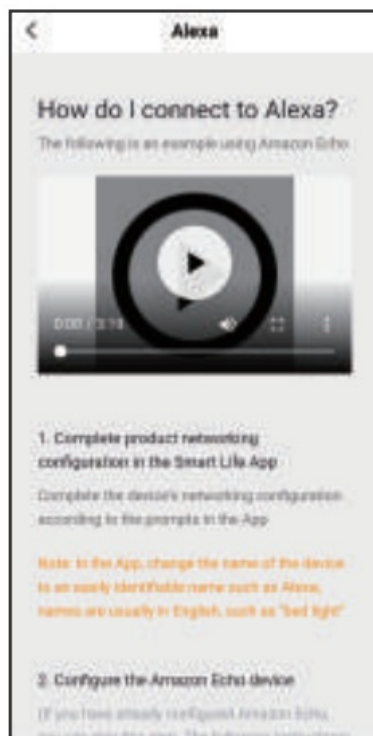 Alexa
How do I connect to Alexa?
The following is an example using Amazon Echo
0:00 / 3:18
1. Complete product networking
configuration in the Smart Life App
Complete the device's networking configuration
according to the prompts in the App
Note: In the App, change the name of the device
to an easily identifiable name such as Alexa,
names are usually in English, such as "bed light"
2. Configure the Amazon Echo device
(If you have already configured Amazon Echo,